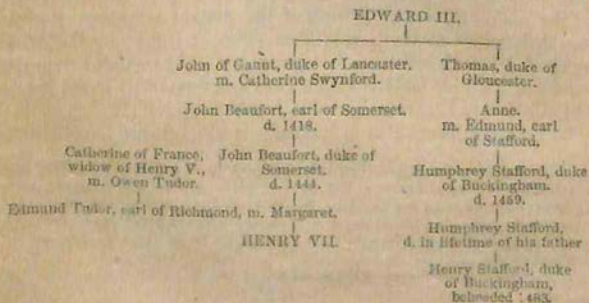 EDWARD III.
John of Gaunt, duke of Lancaster.
m. Catherine Swynford.
Thomas, duke of
Gloucester.
John Beaufort, earl of Somerset.
d. 1418.
Anne.
m. Edmund, earl
of Stafford.
Catherine of France,
widow of Henry V.,
m. Owen Tudor.
John Beaufort, duke of
Somerset.
d. 1444.
Humphrey Stafford, duke
of Buckingham.
d. 1459.
Edmund Tudor, earl of Richmond, m. Margaret.
HENRY VII.
Humphrey Stafford,
d. in lifetime of his father
Henry Stafford, duke
of Buckingham,
beheaded 1483.